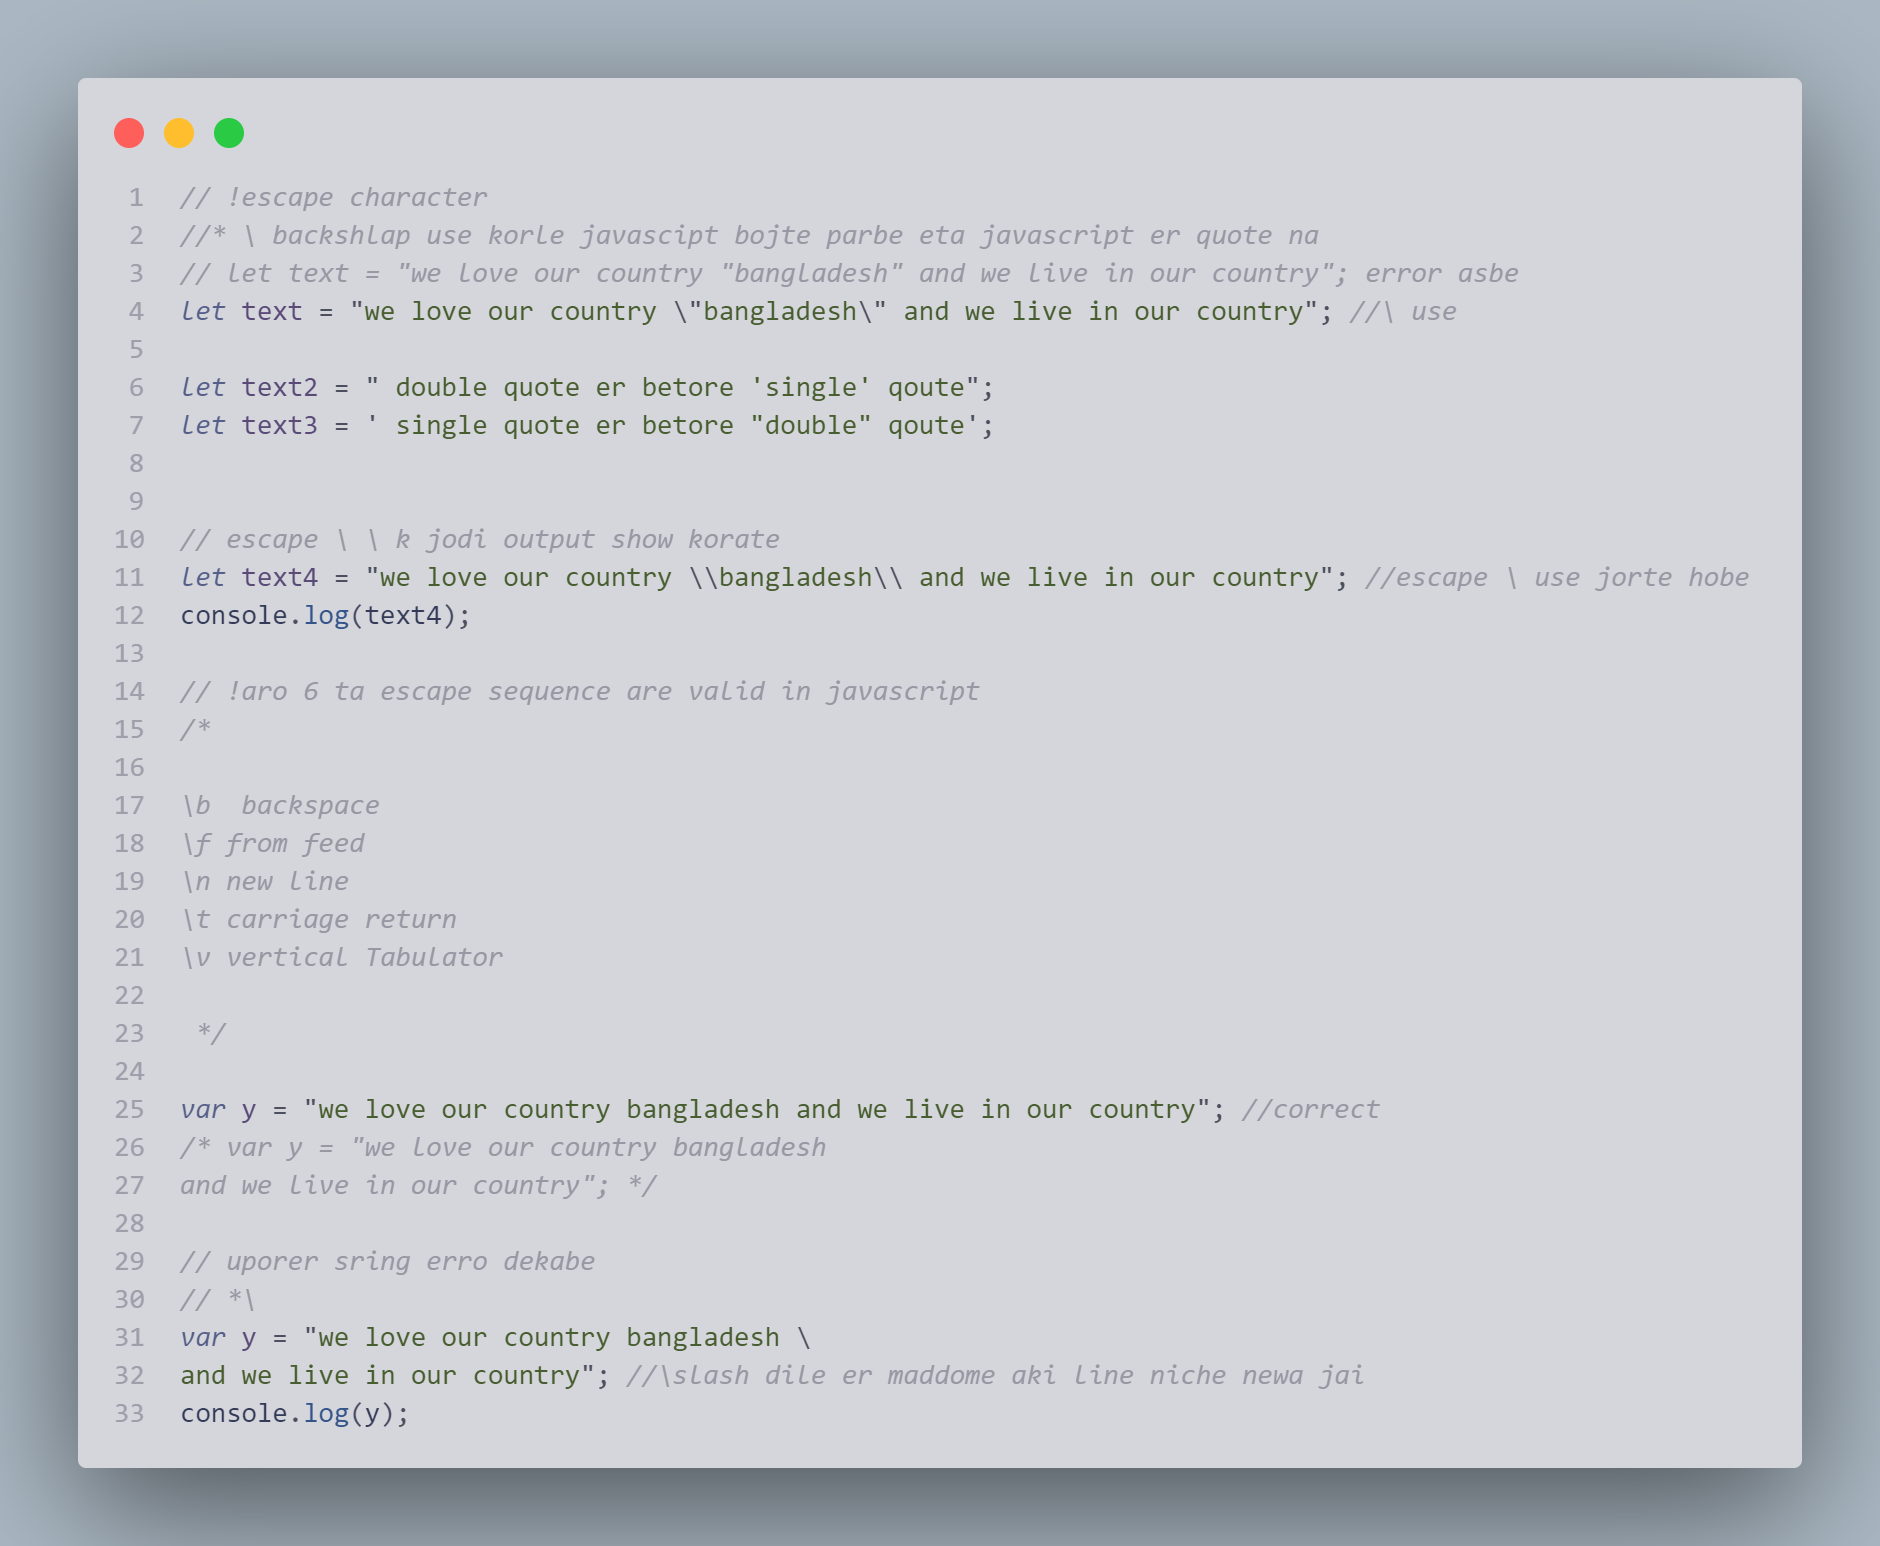 1 // !escape character
2 //* \ backshlap use korle javascipt bojte parbe eta javascript er quote na
3 // let text = "we love our country "bangladesh" and we live in our country"; error asbe
4 let text = "we love our country \"bangladesh\" and we live in our country"; //\ use
5
6 let text2 = " double quote er betore 'single' qoute";
7 let text3 = ' single quote er betore "double" qoute';
8
9
10 // escape \ \ k jodi output show korate
11 let text4 = "we love our country \\bangladesh\\ and we live in our country"; //escape \ use jorte hobe
12 console.log(text4);
13
14 // !aro 6 ta escape sequence are valid in javascript
15 /*
16
17 \b  backspace
18 \f from feed
19 \n new line
20 \t carriage return
21 \v vertical Tabulator
22
23  */
24
25 var y = "we love our country bangladesh and we live in our country"; //correct
26 /* var y = "we love our country bangladesh
27 and we live in our country"; */
28
29 // uporer sring erro dekabe
30 // *\
31 var y = "we love our country bangladesh \
32 and we live in our country"; //\slash dile er maddome aki line niche newa jai
33 console.log(y);